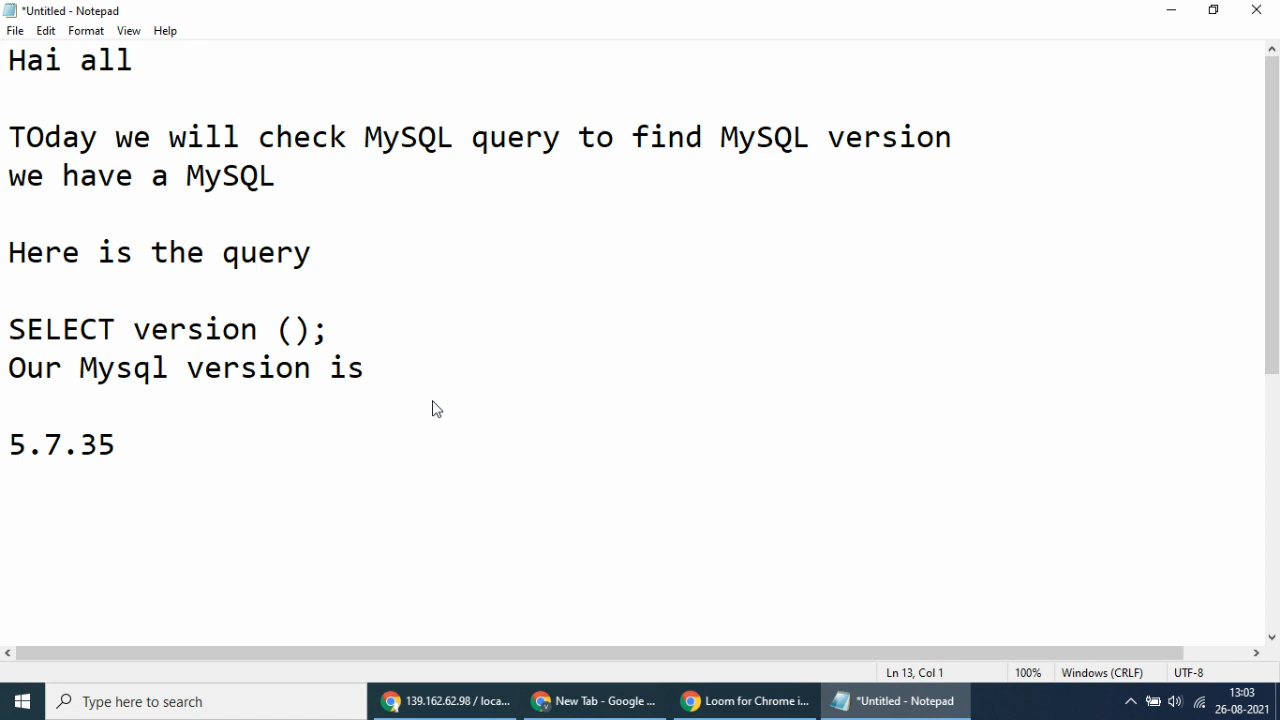 *Untitled - Notepad
File Edit Format View Help
Hai all
TOday we will check MySQL query to find MySQL version
we have a MySQL
Here is the query
SELECT version ();
Our Mysql version is
5.7.35
Ln 13, Col 1 100% Windows (CRLF) UTF-8
Type here to search 139.162.62.98 / loca... New Tab - Google ... Loom for Chrome i... *Untitled - Notepad 13:03
26-08-2021